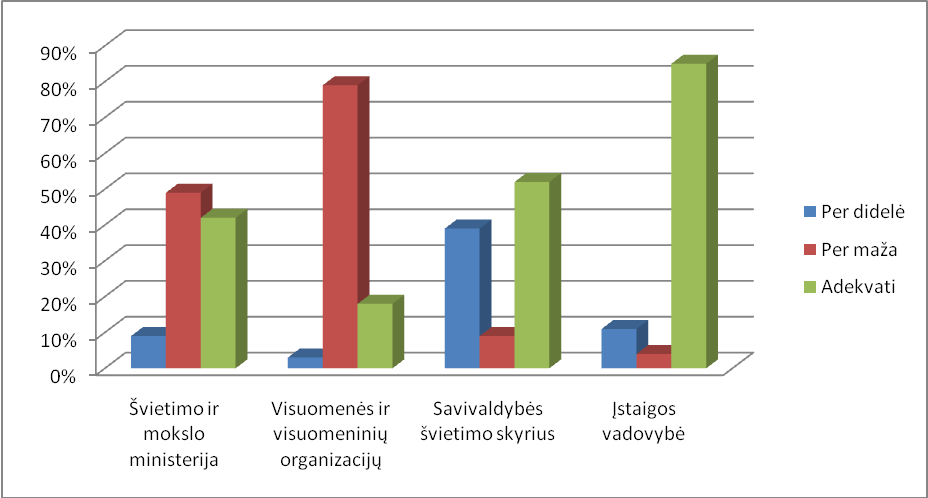 90%
80%
70%
60%
50%
40%
30%
20%
10%
0%
Švietimo ir
mokslo
ministerija
Visuomenės ir
visuomeninių
organizacijų
Savivaldybės
švietimo skyrius
Įstaigos
vadovybė
Per didelė
Per maža
Adekvati